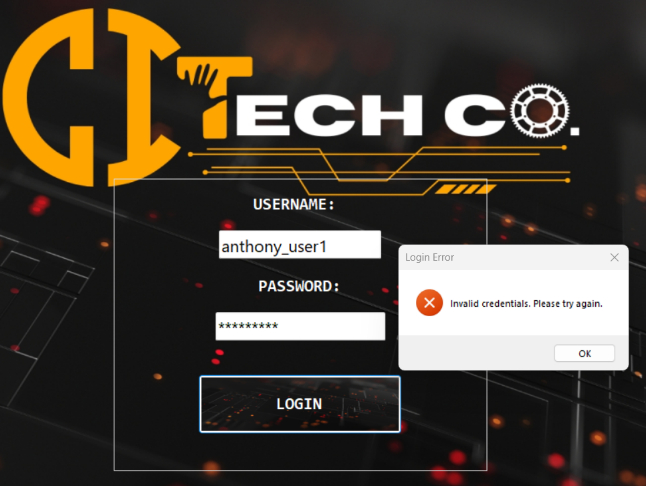 CI TECH CO.
USERNAME:
anthony_user1
Login Error
PASSWORD:
Invalid credentials. Please try again.
*********
OK
LOGIN